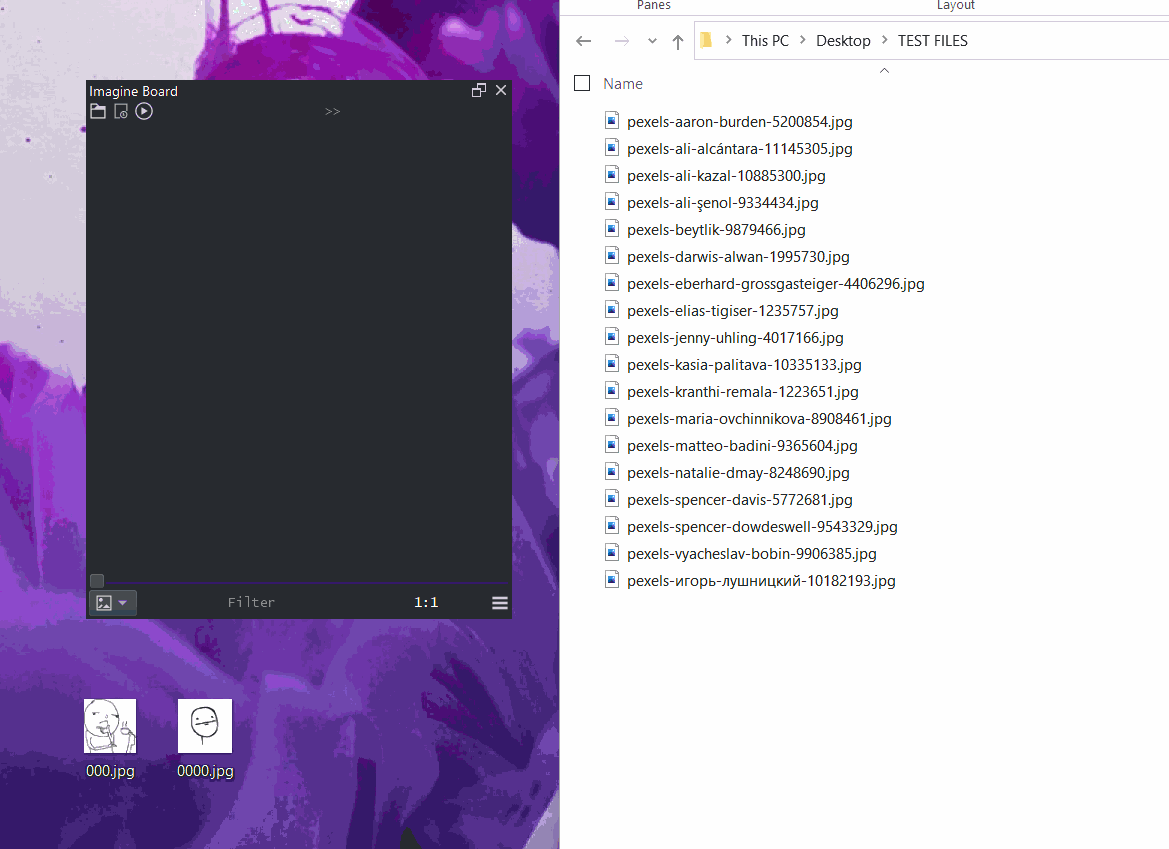 Panes
Layout
This PC > Desktop > TEST FILES
Name
Imagine Board
>>
pexels-aaron-burden-5200854.jpg
pexels-ali-alcántara-11145305.jpg
pexels-ali-kazal-10885300.jpg
pexels-ali-şenol-9334434.jpg
pexels-beytlik-9879466.jpg
pexels-darwis-alwan-1995730.jpg
pexels-eberhard-grossgasteiger-4406296.jpg
pexels-elias-tigiser-1235757.jpg
pexels-jenny-uhling-4017166.jpg
pexels-kasia-palitava-10335133.jpg
pexels-kranthi-remala-1223651.jpg
pexels-maria-ovchinnikova-8908461.jpg
pexels-matteo-badini-9365604.jpg
pexels-natalie-dmay-8248690.jpg
pexels-spencer-davis-5772681.jpg
pexels-spencer-dowdeswell-9543329.jpg
pexels-vyacheslav-bobin-9906385.jpg
pexels-игорь-лушницкий-10182193.jpg
Filter
1:1
000.jpg
0000.jpg